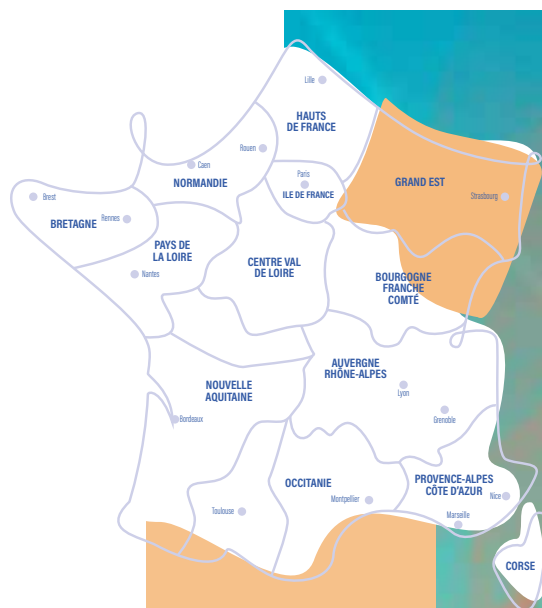 Lille
HAUTS
DE FRANCE
Rouen
Caen
Paris
NORMANDIE
ILE DE FRANCE
GRAND EST
Strasbourg
Brest
Rennes
BRETAGNE
PAYS DE
LA LOIRE
Nantes
CENTRE VAL
DE LOIRE
BOURGOGNE
FRANCHE
COMTÉ
AUVERGNE
RHÔNE-ALPES
NOUVELLE
AQUITAINE
Lyon
Grenoble
Bordeaux
OCCITANIE
PROVENCE-ALPES
CÔTE D'AZUR
Nice
Montpellier
Toulouse
Marseille
CORSE